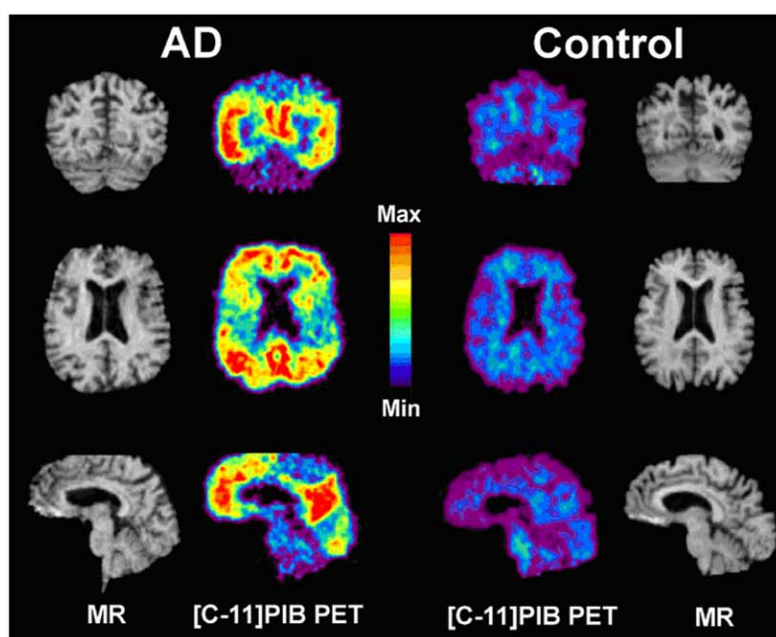 AD
Control
Max
Min
MR
[C-11]PIB PET
[C-11]PIB PET
MR